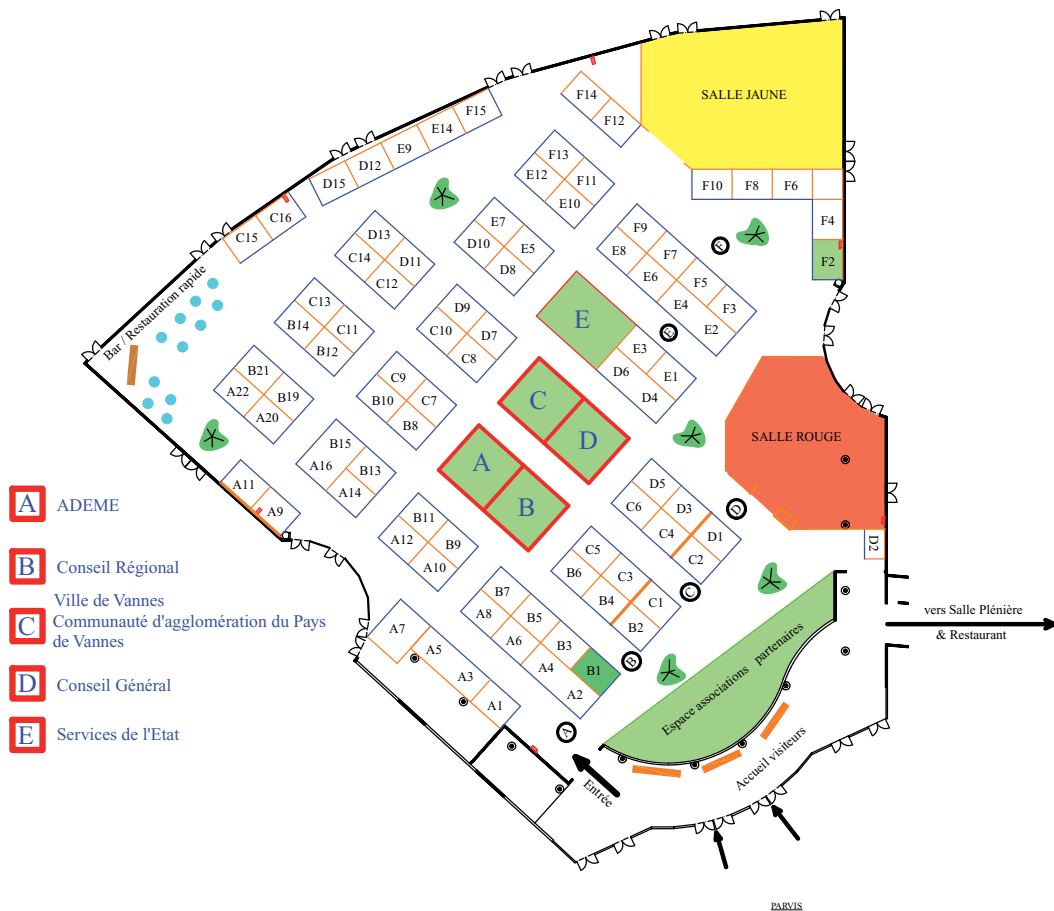 SALLE JAUNE
F14
F12
F15
E14
E9
D12
D15
C16
C15
F13
E12
F11
E10
F10
F8
F6
F4
F2
F
E7
D10
E5
D8
F9
E8
F7
E6
F5
E4
F3
E2
D13
C14
D11
C12
Bar / Restauration rapide
C13
B14
C11
B12
D9
C10
D7
C8
E
E
E3
D6
E1
D4
B21
A22
B19
A20
C9
B10
C7
B8
C
D
SALLE ROUGE
B15
A16
B13
A14
A
B
A11
A9
D5
C6
D3
C4
D1
C2
D
D2
B11
A12
B9
A10
C5
B6
C3
B4
C1
B2
C
B7
A8
B5
A6
B3
A4
B1
A2
B
A7
A5
A3
A1
A
A ADEME
B Conseil Régional
Ville de Vannes
C Communauté d'agglomération du Pays
de Vannes
D Conseil Général
E Services de l'Etat
vers Salle Plénière
& Restaurant
Espace associations partenaires
Accueil visiteurs
Entrée
PARVIS